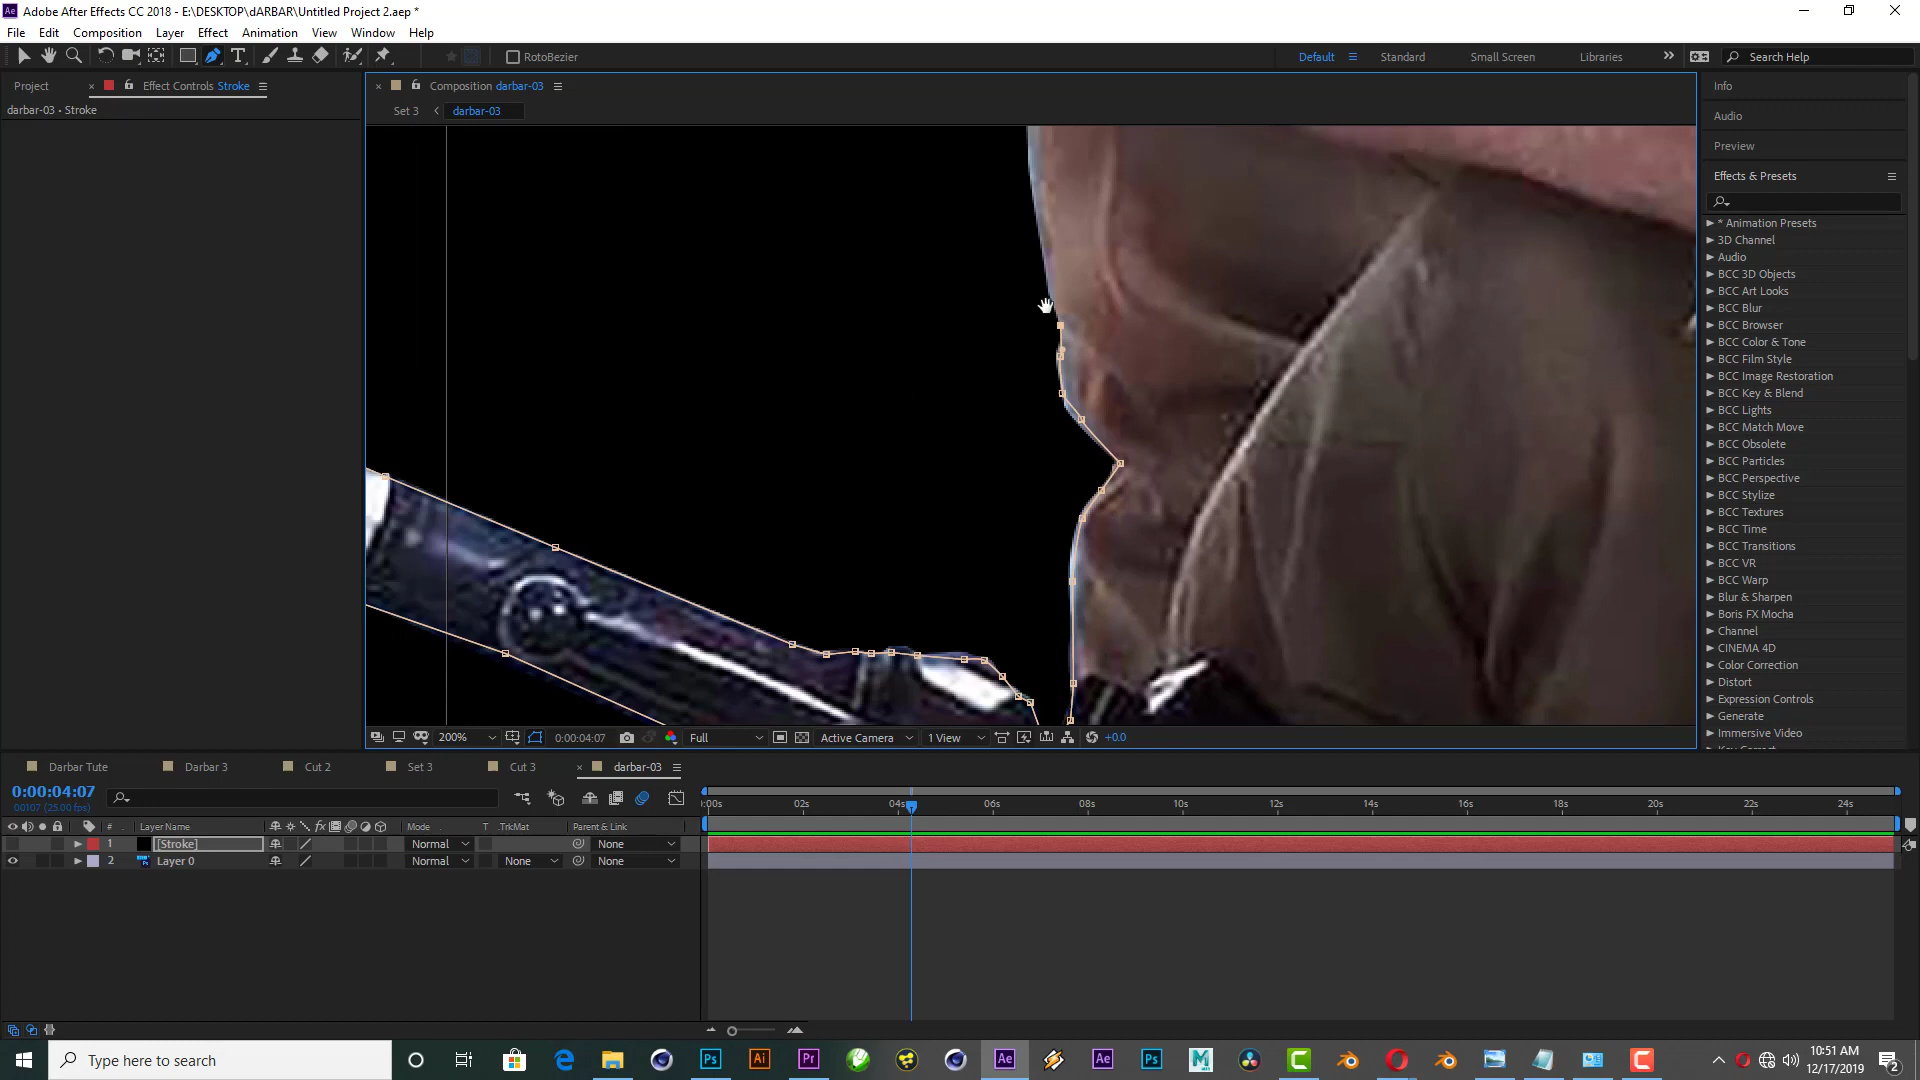 Adobe After Effects CC 2018 - E:\DESKTOP\dARBAR\Untitled Project 2.aep *
File Edit Composition Layer Effect Animation View Window Help
RotoBezier
Default Standard Small Screen Libraries Search Help
Project Effect Controls Stroke
darbar-03 • Stroke
Composition darbar-03
Set 3 darbar-03
Info
Audio
Preview
Effects & Presets
* Animation Presets
3D Channel
Audio
BCC 3D Objects
BCC Art Looks
BCC Blur
BCC Browser
BCC Color & Tone
BCC Film Style
BCC Image Restoration
BCC Key & Blend
BCC Lights
BCC Match Move
BCC Obsolete
BCC Particles
BCC Perspective
BCC Stylize
BCC Textures
BCC Time
BCC Transitions
BCC VR
BCC Warp
Blur & Sharpen
Boris FX Mocha
Channel
CINEMA 4D
Color Correction
Distort
Expression Controls
Generate
Immersive Video
200% 0:00:04:07 Full Active Camera 1 View +0.0
Darbar Tute Darbar 3 Cut 2 Set 3 Cut 3 darbar-03
0:00:04:07
00107 (25.00 fps)
:00s 02s 04s 06s 08s 10s 12s 14s 16s 18s 20s 22s 24s
# Layer Name Mode T .TrkMat Parent & Link
1 [Stroke] Normal None
2 Layer 0 Normal None None
Type here to search
10:51 AM
12/17/2019
2